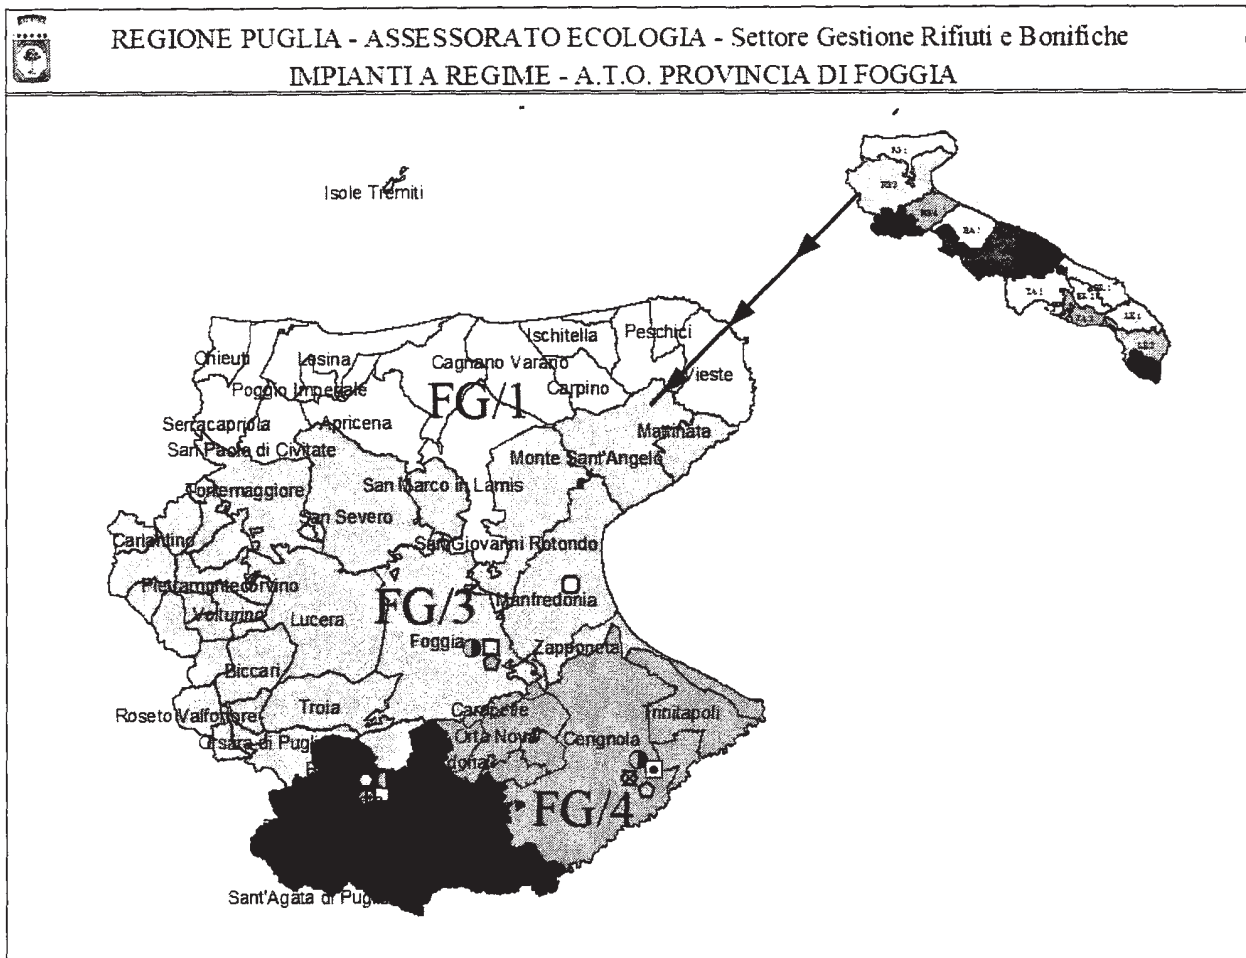 REGIONE PUGLIA - ASSESSORATO ECOLOGIA - Settore Gestione Rifiuti e Bonifiche
IMPIANTI A REGIME - A.T.O. PROVINCIA DI FOGGIA
Isole Tremiti
Ischitella
Peschici
Chieuti
Lesina
Cagnano Varano
Vieste
Poggio Imperiale
Carpino
FG/1
Serracapriola
Apricena
Mattinata
San Paolo di Civitate
Monte Sant'Angelo
Torremaggiore
San Marco in Lamis
San Severo
Carlantino
San Giovanni Rotondo
Pietramontecorvino
FG/3
Manfredonia
Volturino
Lucera
Foggia
Zapponeta
Biccari
Roseto Valfortore
Troia
Carapelle
Trinitapoli
Orsara di Pugli
Orta Nova
Cerignola
FG/4
Sant'Agata di Pugli